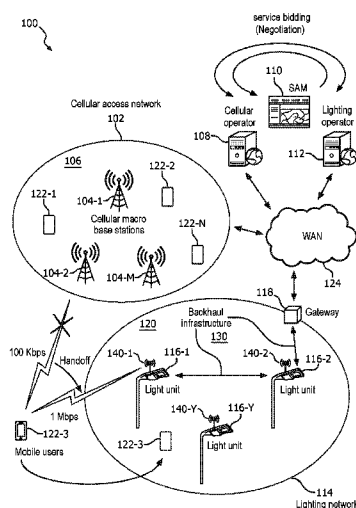 service bidding
(Negotiation)
100
110
SAM
Cellular access network
102
Cellular
operator
Lighting
operator
108
112
106
122-1
122-2
104-1
Cellular macro
base stations
122-N
104-2
104-M
WAN
124
118
Gateway
120
Backhaul
infrastructure
130
100 Kbps
Handoff
1 Mbps
140-1
116-1
Light unit
140-2
116-2
Light unit
140-Y
116-Y
Light unit
122-3
Mobile users
122-3
114
Lighting network